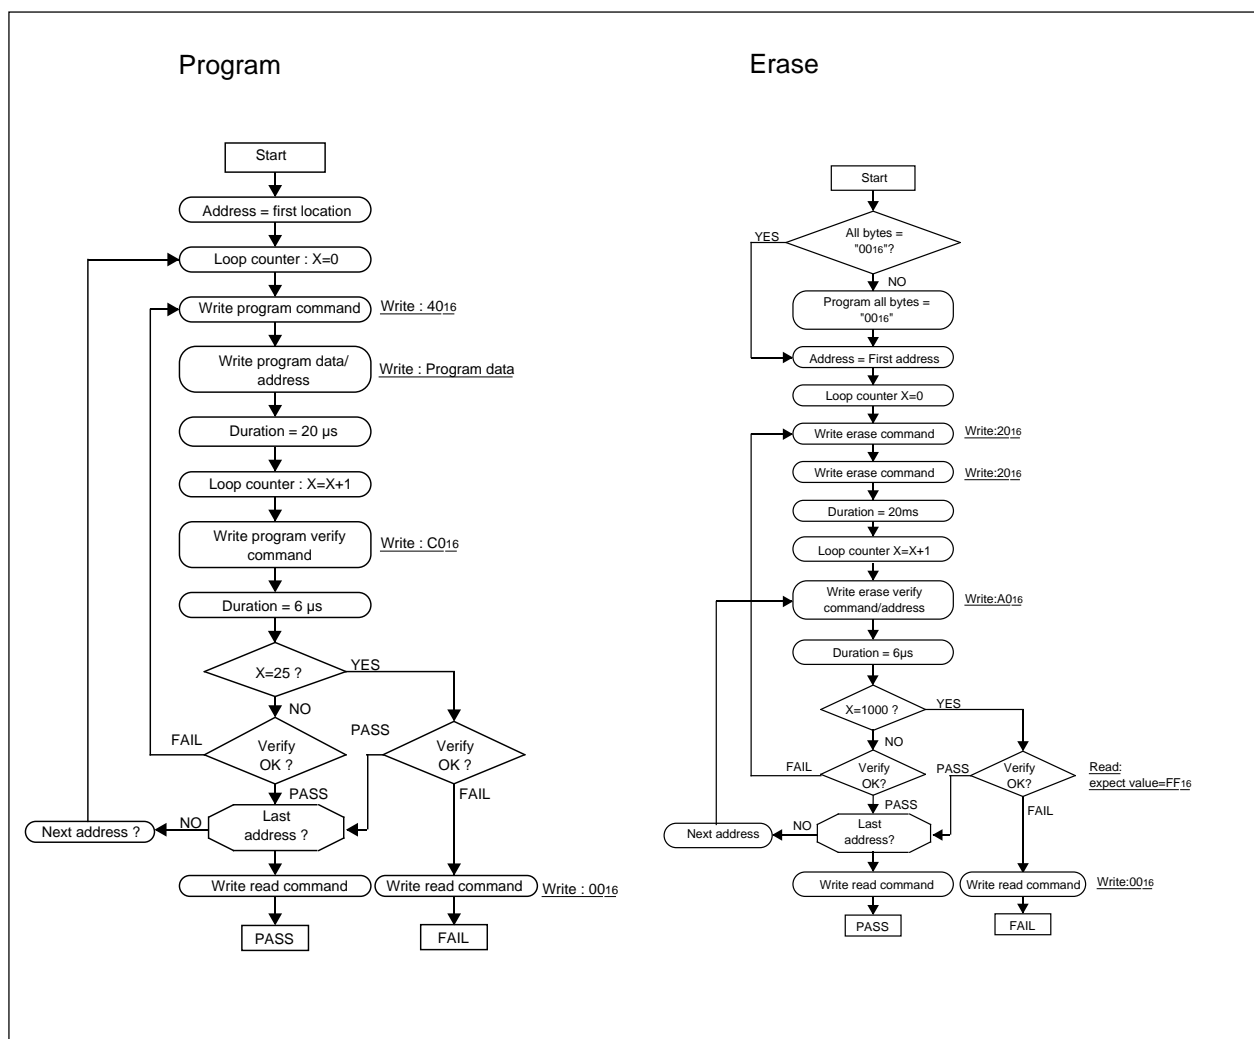 Program
Start
Address = first location
Loop counter : X=0
Write program command
Write : 4016
Write program data/
address
Write : Program data
Duration = 20 µs
Loop counter : X=X+1
Write program verify
command
Write : C016
Duration = 6 µs
X=25 ?
YES
NO
FAIL
Verify
OK ?
PASS
Verify
OK ?
PASS
FAIL
Last
address ?
NO
Next address ?
Write read command
Write read command
Write : 0016
PASS
FAIL
Erase
Start
All bytes =
"0016"?
YES
NO
Program all bytes =
"0016"
Address = First address
Loop counter X=0
Write erase command
Write:2016
Write erase command
Write:2016
Duration = 20ms
Loop counter X=X+1
Write erase verify
command/address
Write:A016
Duration = 6µs
X=1000 ?
YES
NO
FAIL
Verify
OK?
PASS
Verify
OK?
Read:
expect value=FF16
PASS
FAIL
Last
address?
NO
Next address
Write read command
Write read command
Write:0016
PASS
FAIL